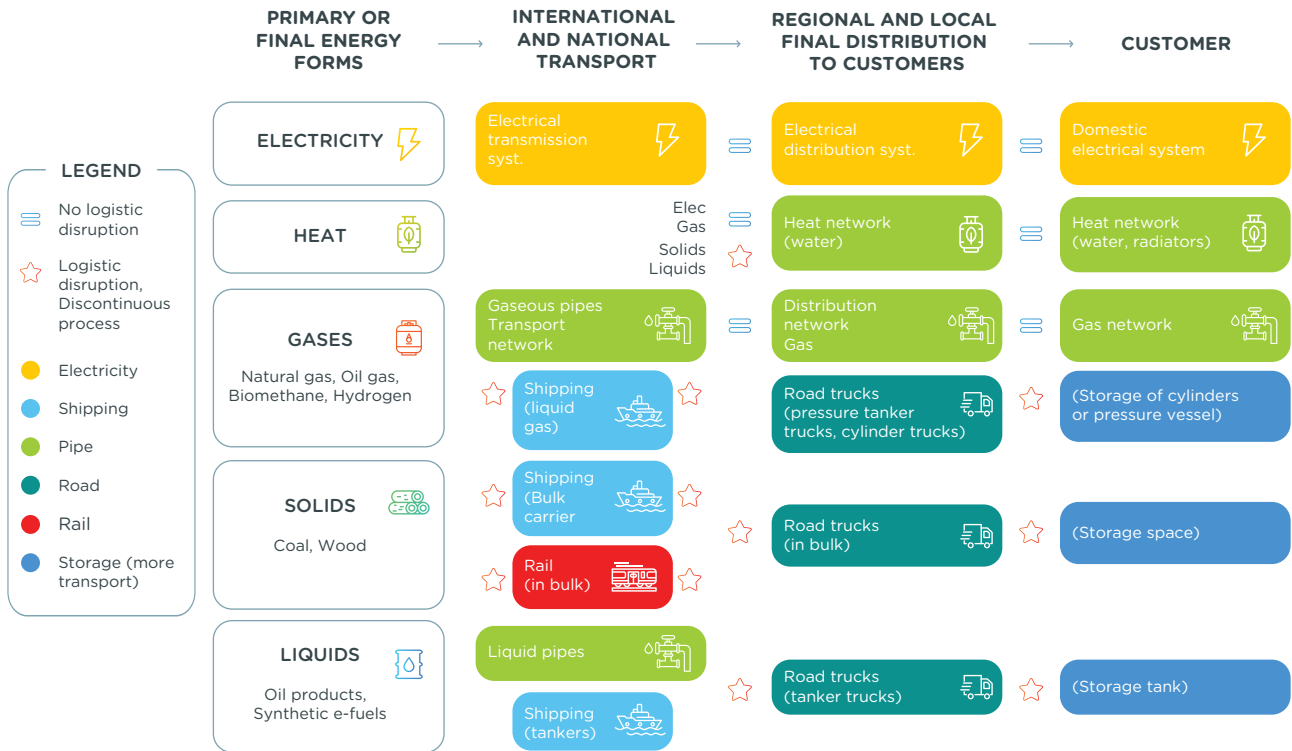 PRIMARY OR
FINAL ENERGY
FORMS
INTERNATIONAL
AND NATIONAL
TRANSPORT
REGIONAL AND LOCAL
FINAL DISTRIBUTION
TO CUSTOMERS
CUSTOMER
LEGEND
No logistic
disruption
Logistic
disruption,
Discontinuous
process
Electricity
Shipping
Pipe
Road
Rail
Storage (more
transport)
ELECTRICITY
Electrical
transmission
syst.
Electrical
distribution syst.
Domestic
electrical system
HEAT
Elec
Gas
Solids
Liquids
Heat network
(water)
Heat network
(water, radiators)
GASES
Natural gas, Oil gas,
Biomethane, Hydrogen
Gaseous pipes
Transport
network
Distribution
network
Gas
Gas network
Shipping
(liquid
gas)
Road trucks
(pressure tanker
trucks, cylinder trucks)
(Storage of cylinders
or pressure vessel)
SOLIDS
Coal, Wood
Shipping
(Bulk
carrier
Rail
(in bulk)
Road trucks
(in bulk)
(Storage space)
LIQUIDS
Oil products,
Synthetic e-fuels
Liquid pipes
Shipping
(tankers)
Road trucks
(tanker trucks)
(Storage tank)